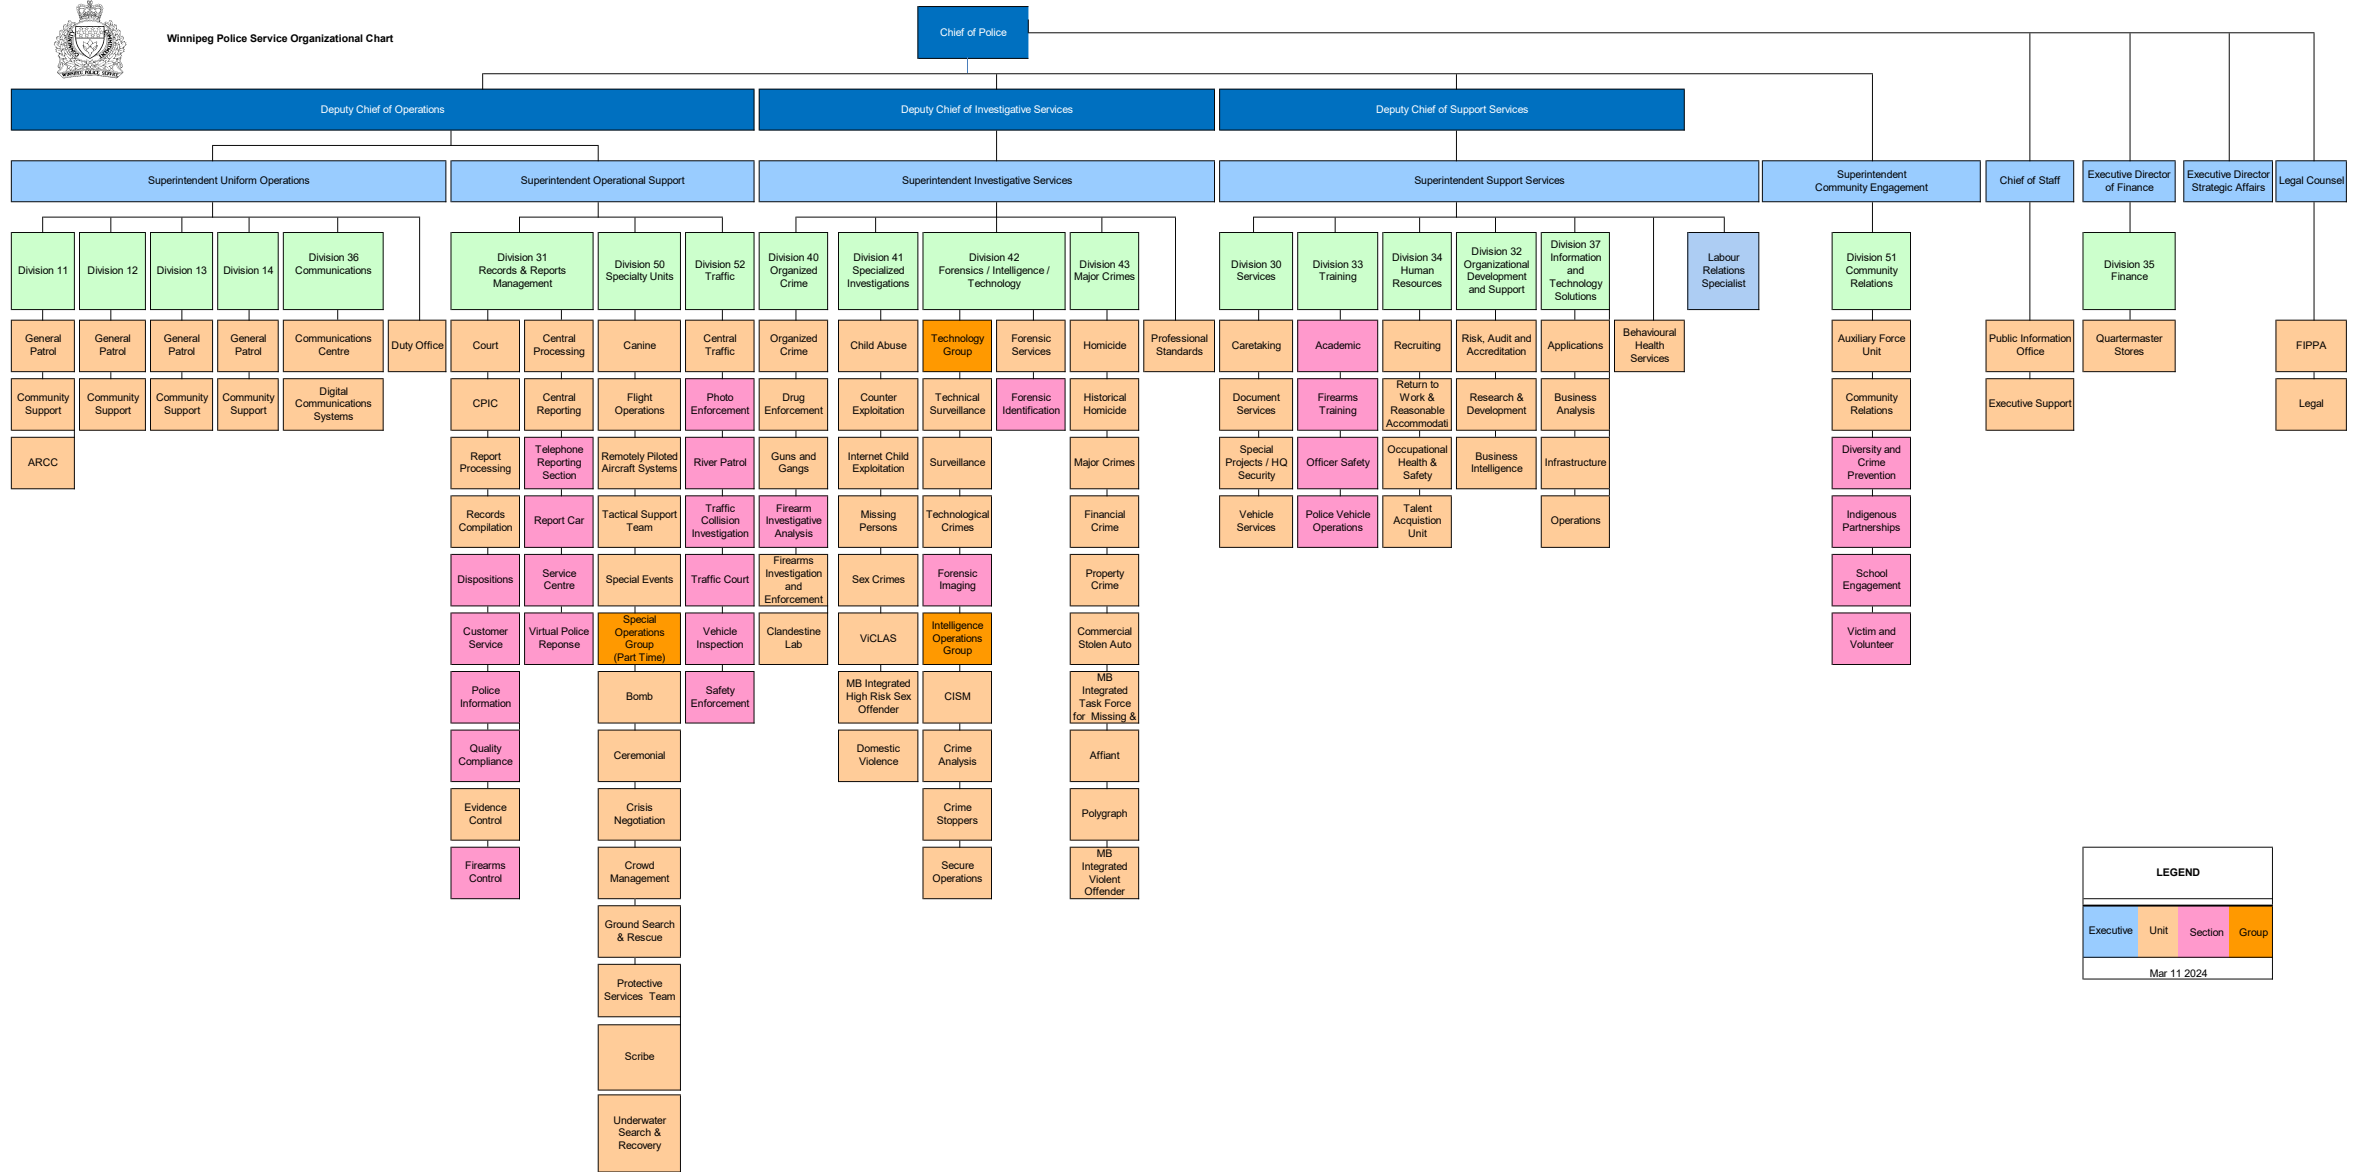 WINNIPEG POLICE SERVICE
Winnipeg Police Service Organizational Chart
Chief of Police
Deputy Chief of Operations
Deputy Chief of Investigative Services
Deputy Chief of Support Services
Superintendent Uniform Operations
Superintendent Operational Support
Superintendent Investigative Services
Superintendent Support Services
Superintendent
Community Engagement
Chief of Staff
Executive Director
of Finance
Executive Director
Strategic Affairs
Legal Counsel
Division 11
Division 12
Division 13
Division 14
Division 36
Communications
Division 31
Records & Reports
Management
Division 50
Specialty Units
Division 52
Traffic
Division 40
Organized
Crime
Division 41
Specialized
Investigations
Division 42
Forensics / Intelligence /
Technology
Division 43
Major Crimes
Division 30
Services
Division 33
Training
Division 34
Human
Resources
Division 32
Organizational
Development
and Support
Division 37
Information
and
Technology
Solutions
Labour
Relations
Specialist
Division 51
Community
Relations
Division 35
Finance
General
Patrol
General
Patrol
General
Patrol
General
Patrol
Communications
Centre
Duty Office
Court
Central
Processing
Canine
Central
Traffic
Organized
Crime
Child Abuse
Technology
Group
Forensic
Services
Homicide
Professional
Standards
Caretaking
Academic
Recruiting
Risk, Audit and
Accreditation
Applications
Behavioural
Health
Services
Auxiliary Force
Unit
Public Information
Office
Quartermaster
Stores
FIPPA
Community
Support
Community
Support
Community
Support
Community
Support
Digital
Communications
Systems
CPIC
Central
Reporting
Flight
Operations
Photo
Enforcement
Drug
Enforcement
Counter
Exploitation
Technical
Surveillance
Forensic
Identification
Historical
Homicide
Document
Services
Firearms
Training
Return to
Work &
Reasonable
Accommodati
Research &
Development
Business
Analysis
Community
Relations
Executive Support
Legal
ARCC
Report
Processing
Telephone
Reporting
Section
Remotely Piloted
Aircraft Systems
River Patrol
Guns and
Gangs
Internet Child
Exploitation
Surveillance
Major Crimes
Special
Projects / HQ
Security
Officer Safety
Occupational
Health &
Safety
Business
Intelligence
Infrastructure
Diversity and
Crime
Prevention
Records
Compilation
Report Car
Tactical Support
Team
Traffic
Collision
Investigation
Firearm
Investigative
Analysis
Missing
Persons
Technological
Crimes
Financial
Crime
Vehicle
Services
Police Vehicle
Operations
Talent
Acquistion
Unit
Operations
Indigenous
Partnerships
Dispositions
Service
Centre
Special Events
Traffic Court
Firearms
Investigation
and
Enforcement
Sex Crimes
Forensic
Imaging
Property
Crime
School
Engagement
Customer
Service
Virtual Police
Reponse
Special
Operations
Group
(Part Time)
Vehicle
Inspection
Clandestine
Lab
ViCLAS
Intelligence
Operations
Group
Commercial
Stolen Auto
Victim and
Volunteer
Police
Information
Bomb
Safety
Enforcement
MB Integrated
High Risk Sex
Offender
CISM
MB
Integrated
Task Force
for Missing &
Quality
Compliance
Ceremonial
Domestic
Violence
Crime
Analysis
Affiant
Evidence
Control
Crisis
Negotiation
Crime
Stoppers
Polygraph
Firearms
Control
Crowd
Management
Secure
Operations
MB
Integrated
Violent
Offender
Ground Search
& Rescue
Protective
Services Team
Scribe
Underwater
Search &
Recovery
LEGEND
Executive
Unit
Section
Group
Mar 11 2024